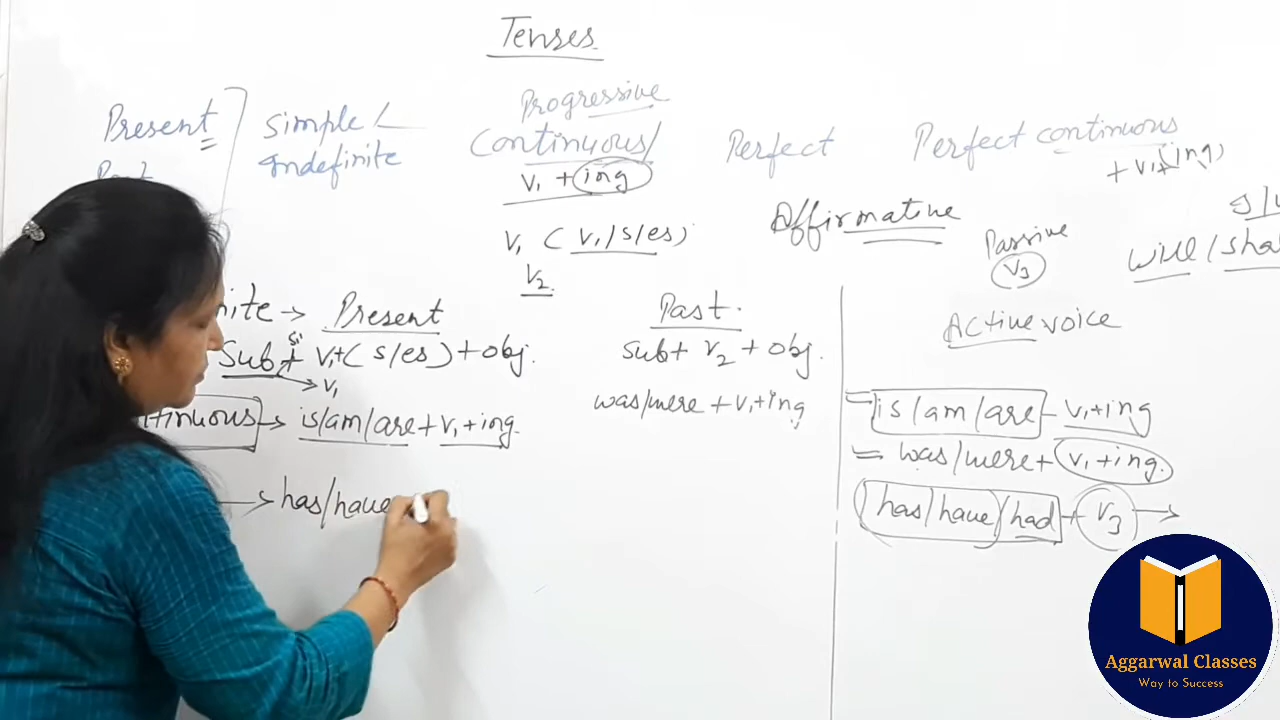 Tenses
Progressive
Present
Simple/
Indefinite
Continuous/
Perfect
Perfect continuous
V1 + ing
+ V1+(ing)
V1 (V1/s/es)
V2
Affirmative
Passive
V3
Will/Sha
Present
Past.
Active voice
Sub + V1+(s/es)+obj.
V1
Sub+ V2 + obj.
is/am/are+V1+ing.
was/were + V1+ing
is/am/are - V1+ing
= was/were+ V1+ing.
has/have
has/have/had + V3
Aggarwal Classes
Way to Success